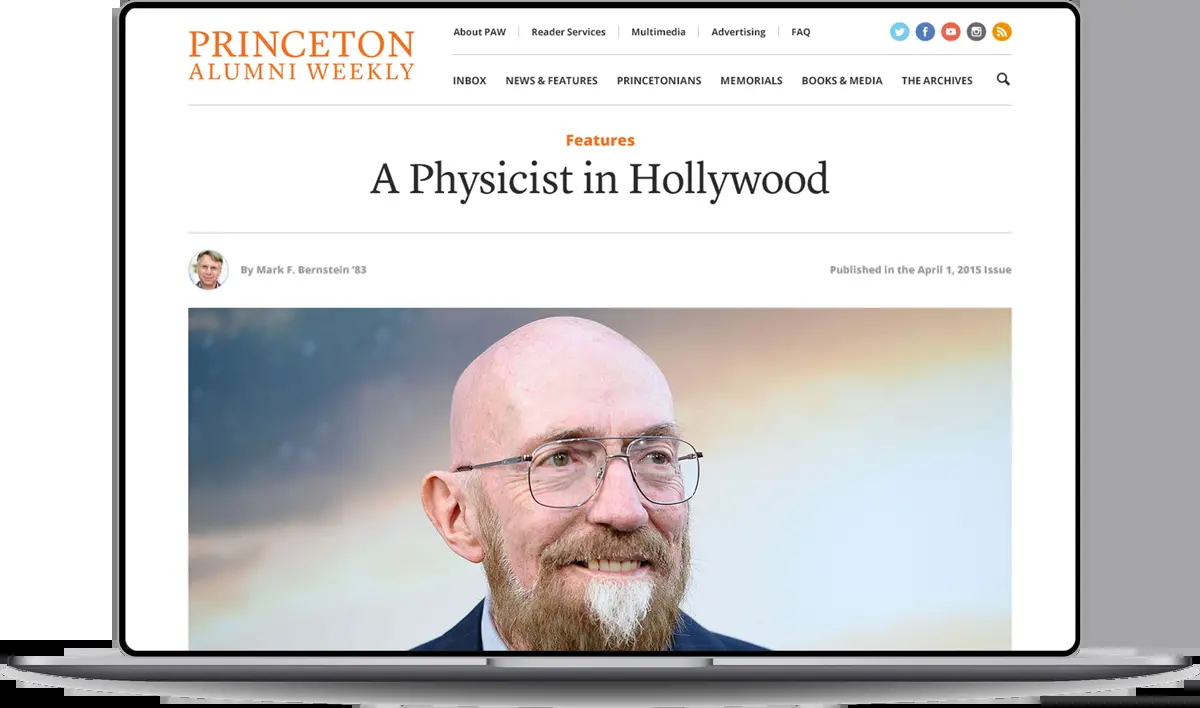 PRINCETON
ALUMNI WEEKLY
About PAW
Reader Services
Multimedia
Advertising
FAQ
INBOX
NEWS & FEATURES
PRINCETONIANS
MEMORIALS
BOOKS & MEDIA
THE ARCHIVES
Features
A Physicist in Hollywood
By Mark F. Bernstein ’83
Published in the April 1, 2015 Issue